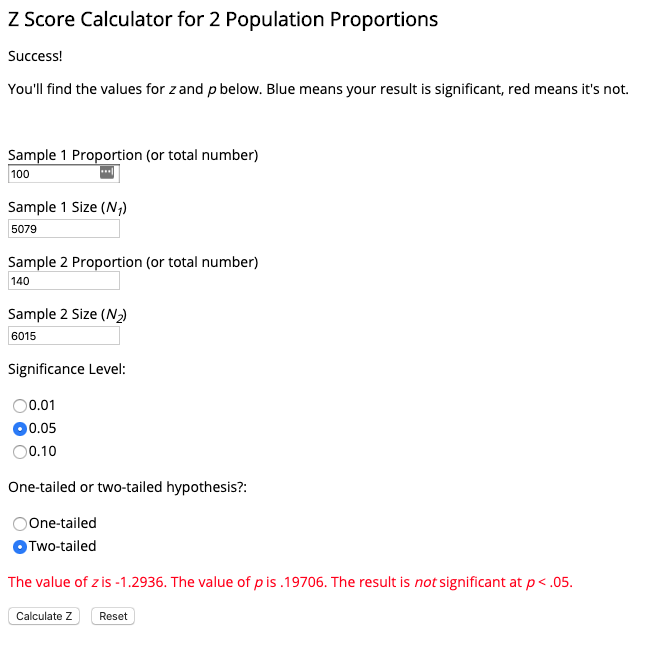 Z Score Calculator for 2 Population Proportions
Success!
You'll find the values for z and p below. Blue means your result is significant, red means it's not.
Sample 1 Proportion (or total number)
100
Sample 1 Size (N1)
5079
Sample 2 Proportion (or total number)
140
Sample 2 Size (N2)
6015
Significance Level:
0.01
0.05
0.10
One-tailed or two-tailed hypothesis?:
One-tailed
Two-tailed
The value of z is -1.2936. The value of p is .19706. The result is not significant at p < .05.
Calculate Z Reset